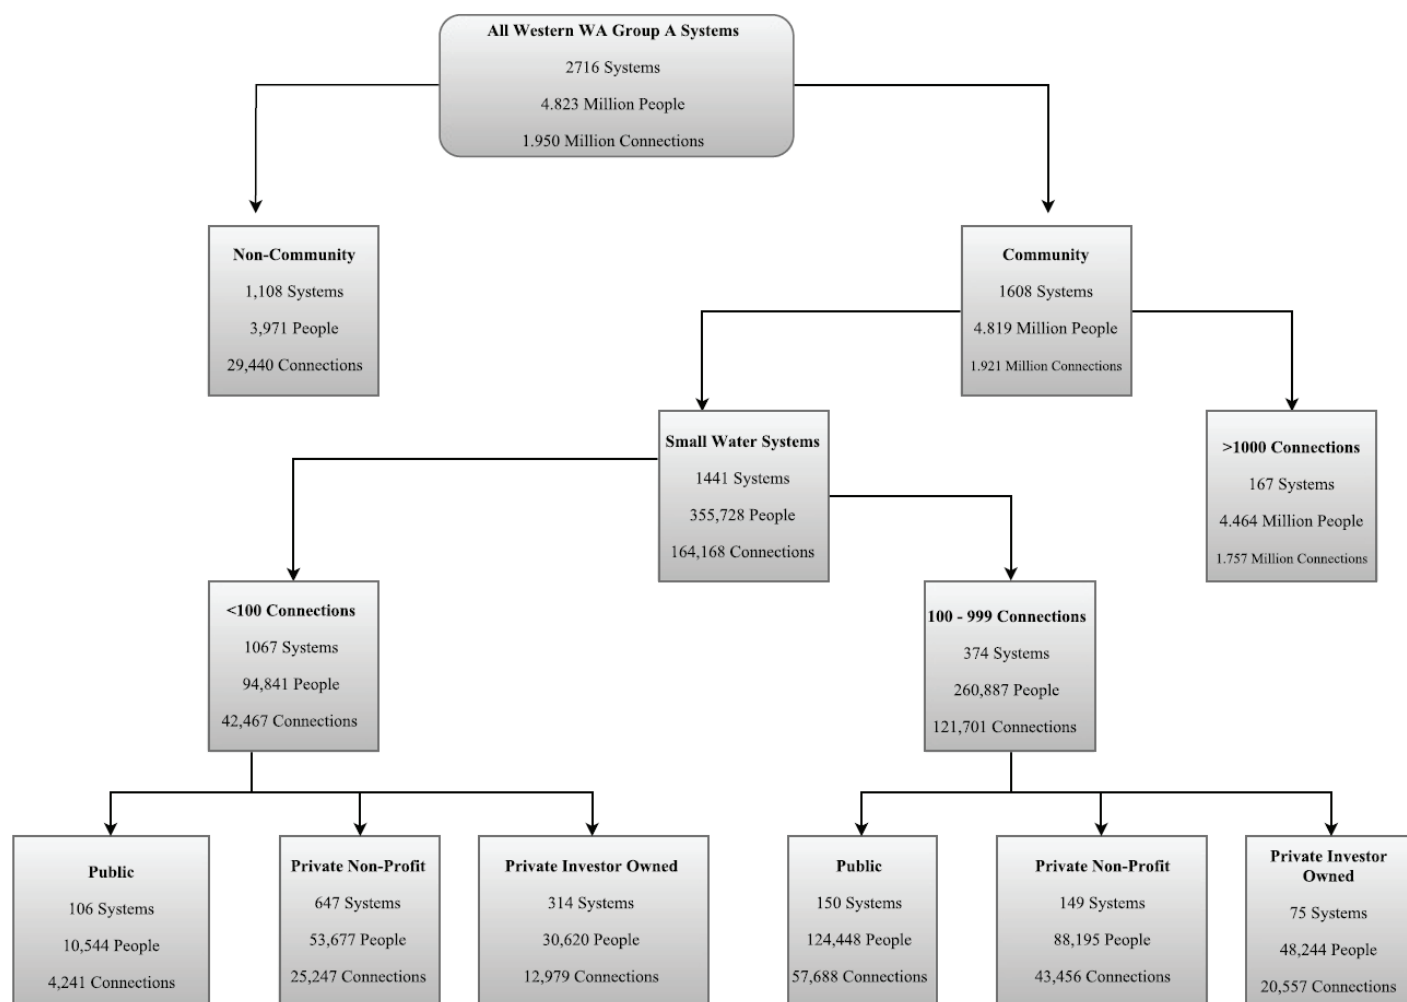 All Western WA Group A Systems
2716 Systems
4.823 Million People
1.950 Million Connections
Non-Community
1,108 Systems
3,971 People
29,440 Connections
Community
1608 Systems
4.819 Million People
1.921 Million Connections
Small Water Systems
1441 Systems
355,728 People
164,168 Connections
>1000 Connections
167 Systems
4.464 Million People
1.757 Million Connections
<100 Connections
1067 Systems
94,841 People
42,467 Connections
100 - 999 Connections
374 Systems
260,887 People
121,701 Connections
Public
106 Systems
10,544 People
4,241 Connections
Private Non-Profit
647 Systems
53,677 People
25,247 Connections
Private Investor Owned
314 Systems
30,620 People
12,979 Connections
Public
150 Systems
124,448 People
57,688 Connections
Private Non-Profit
149 Systems
88,195 People
43,456 Connections
Private Investor
Owned
75 Systems
48,244 People
20,557 Connections